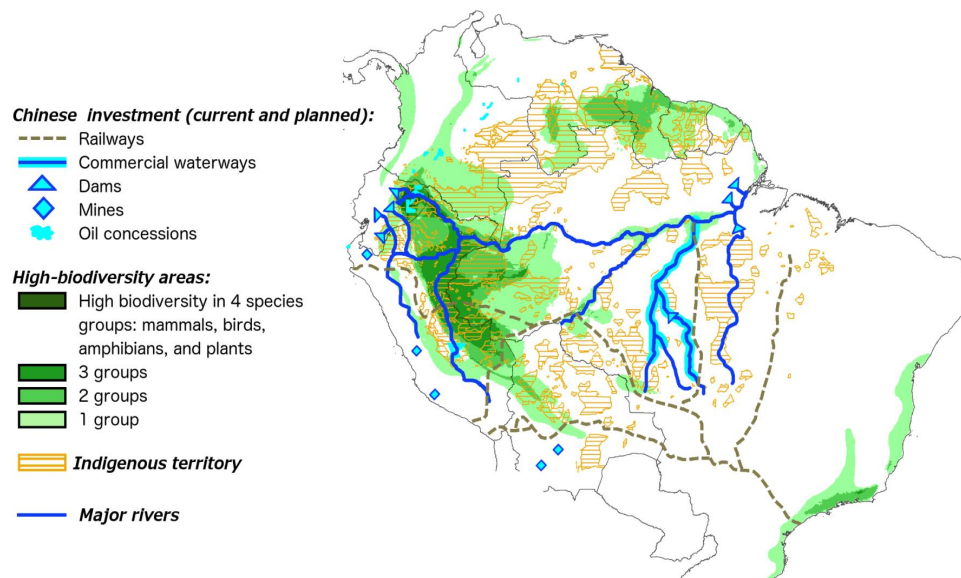 Chinese investment (current and planned):
Railways
Commercial waterways
Dams
Mines
Oil concessions
High-biodiversity areas:
High biodiversity in 4 species
groups: mammals, birds,
amphibians, and plants
3 groups
2 groups
1 group
Indigenous territory
Major rivers